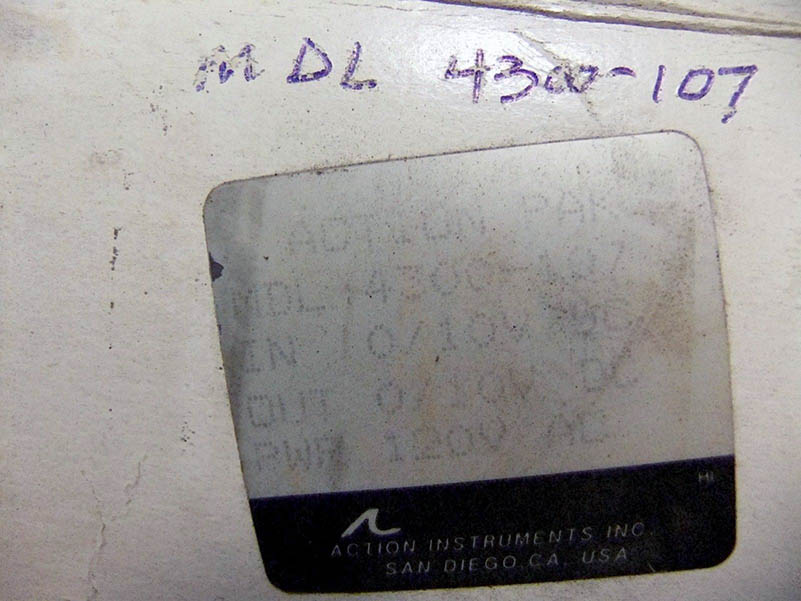 MDL 4300-107
ACTION PAK
MDL:4300-107
IN 0/10V DC
OUT 0/10V DC
PWR 120V AC
HI
ACTION INSTRUMENTS INC.
SAN DIEGO, CA, USA